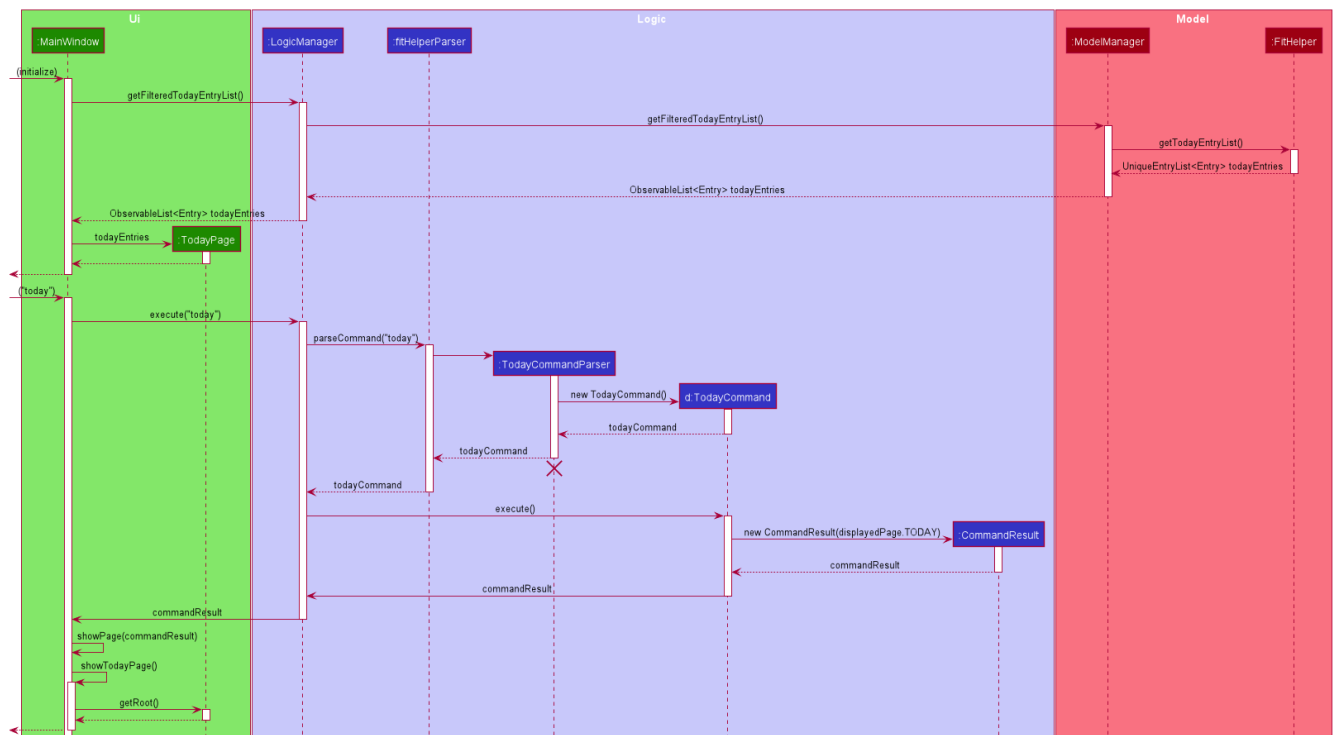 Ui
Logic
Model
:MainWindow
:LogicManager
:fitHelperParser
:ModelManager
:FitHelper
(initialize)
getFilteredTodayEntryList()
getFilteredTodayEntryList()
getTodayEntryList()
UniqueEntryList<Entry> todayEntries
ObservableList<Entry> todayEntries
ObservableList<Entry> todayEntries
todayEntries
:TodayPage
("today")
execute("today")
parseCommand("today")
:TodayCommandParser
new TodayCommand()
d:TodayCommand
todayCommand
todayCommand
todayCommand
execute()
new CommandResult(displayedPage.TODAY)
:CommandResult
commandResult
commandResult
commandResult
showPage(commandResult)
showTodayPage()
getRoot()